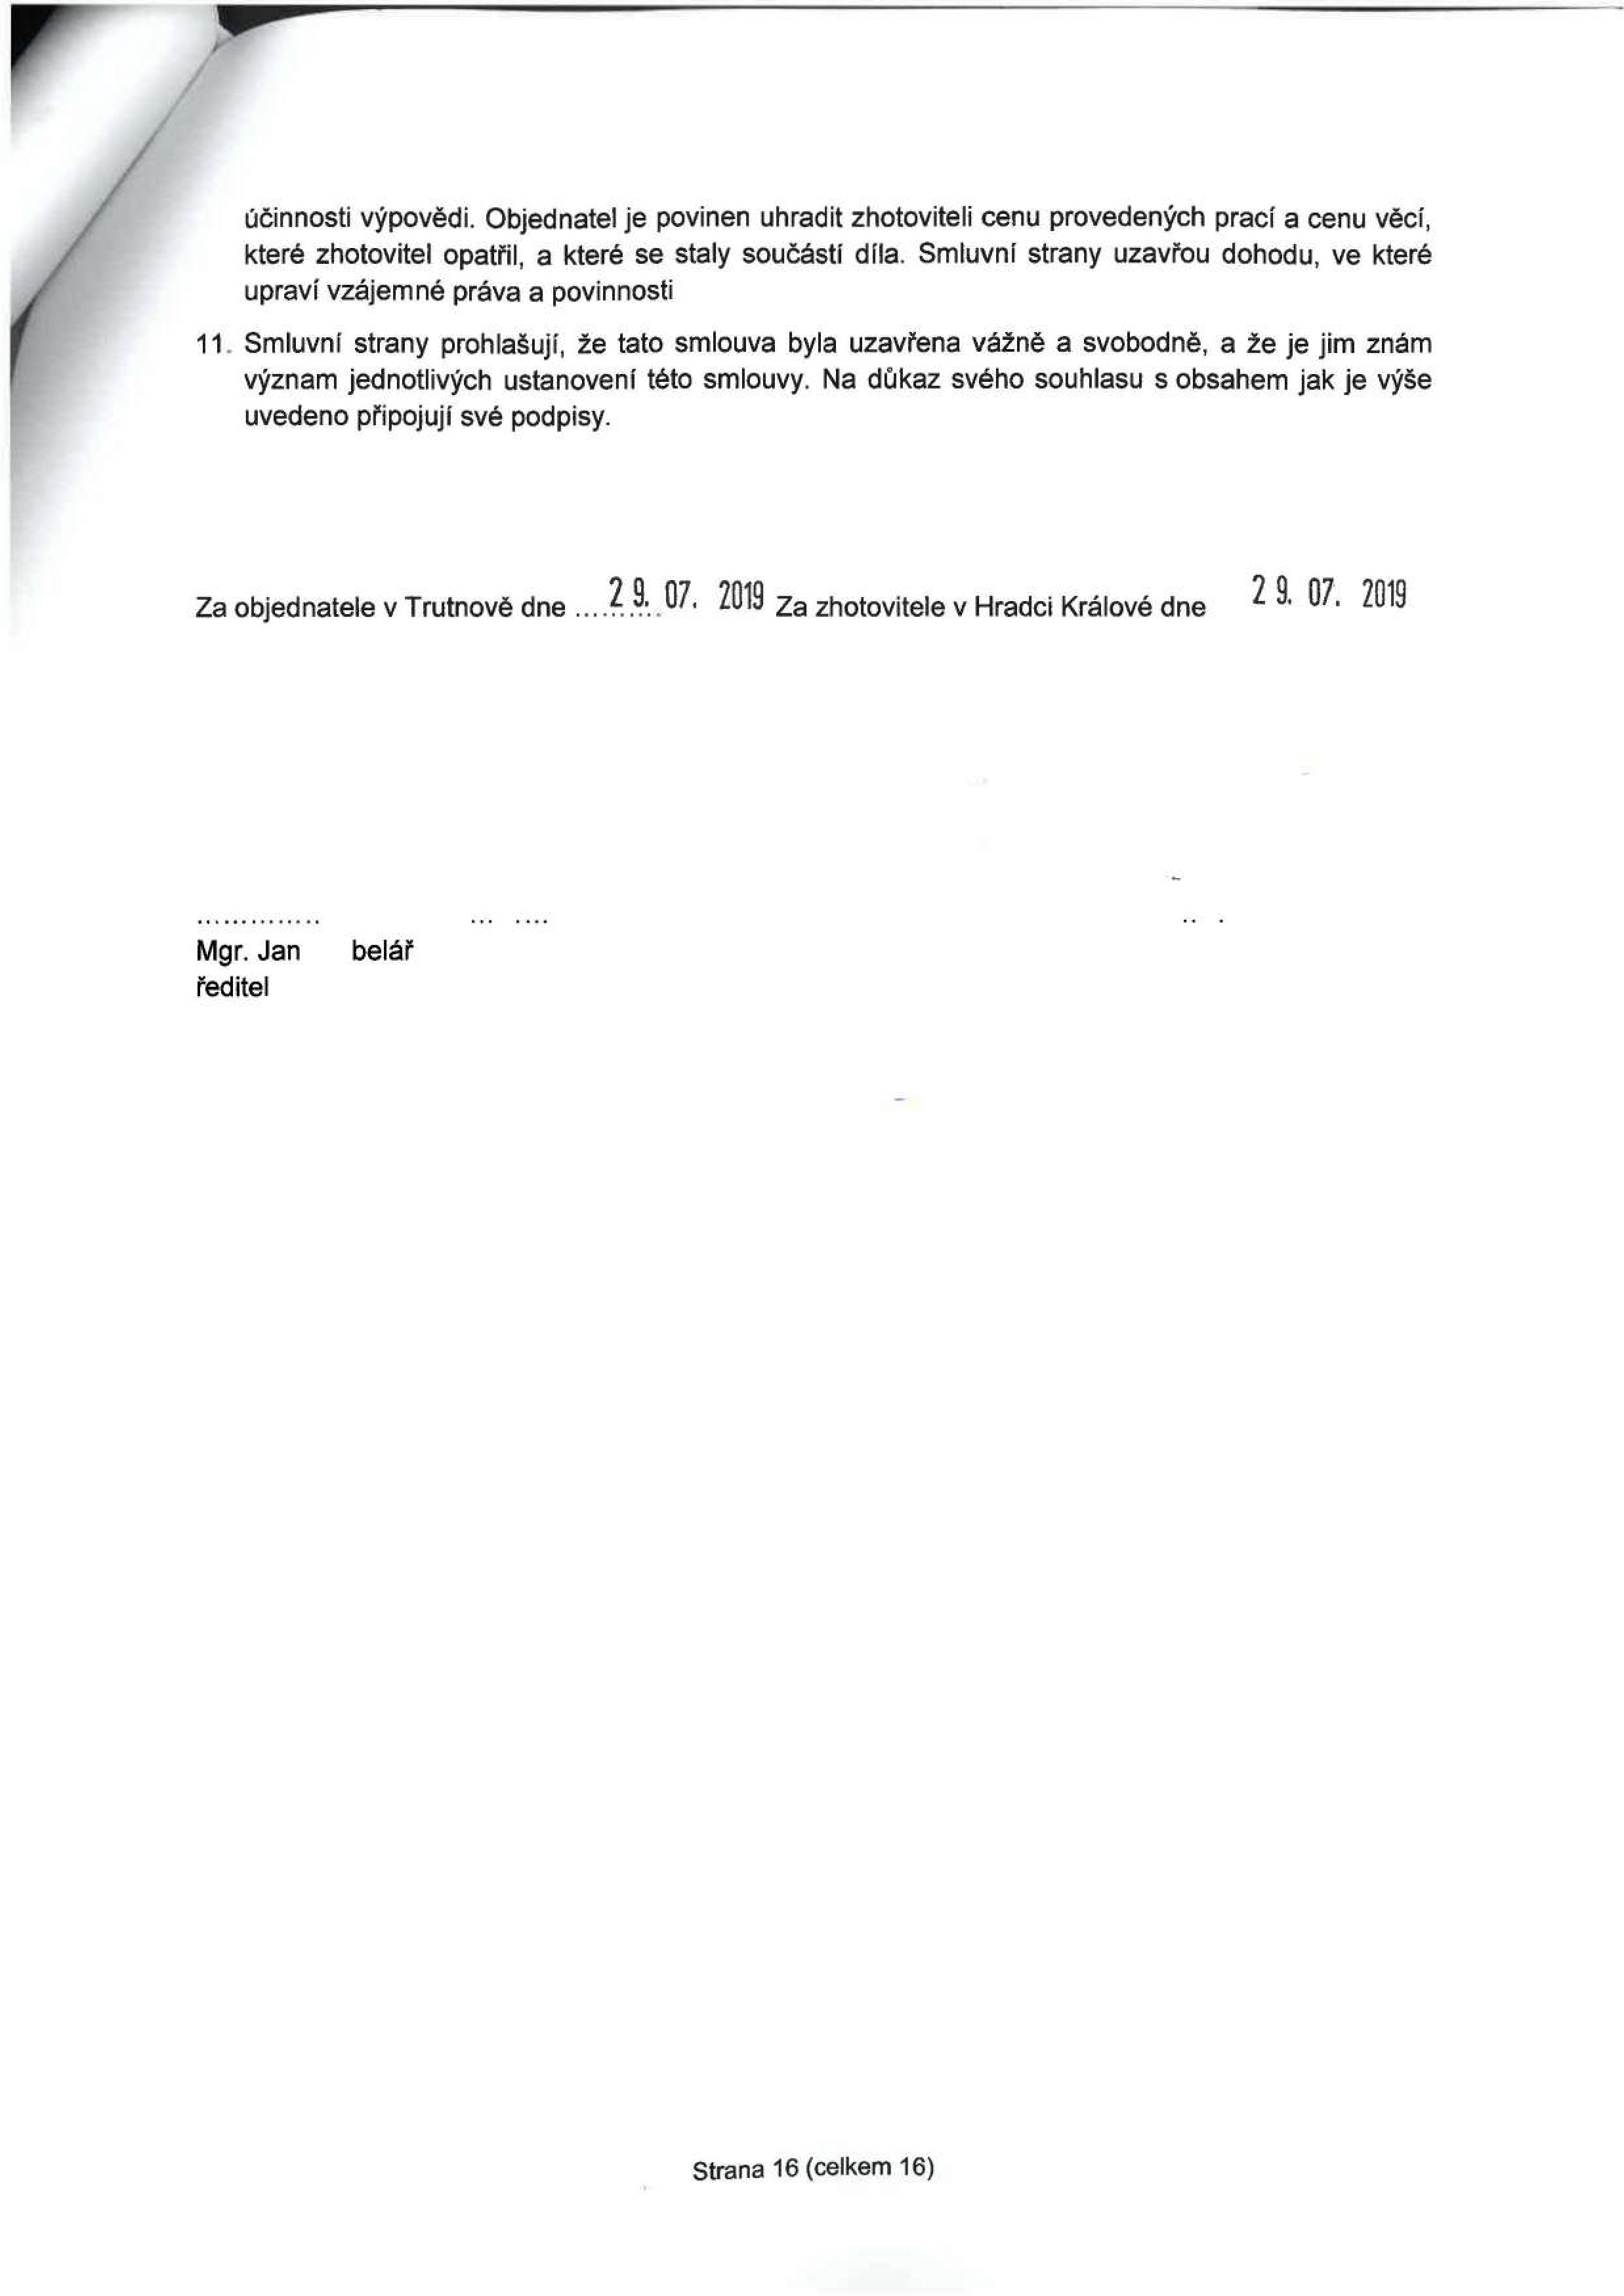 účinnosti výpovědi. Objednatel je povinen uhradit zhotoviteli cenu provedených prací a cenu věcí,
které zhotovitel opatřil, a které se staly součástí díla. Smluvní strany uzavřou dohodu, ve které
upraví vzájemné práva a povinnosti
11. Smluvní strany prohlašují, že tato smlouva byla uzavřena vážně a svobodně, a že je jim znám
význam jednotlivých ustanovení této smlouvy. Na důkaz svého souhlasu s obsahem jak je výše
uvedeno připojují své podpisy.
Za objednatele v Trutnově dne .......... 29. 07. 2019 Za zhotovitele v Hradci Králové dne 29. 07. 2019
.............. ... .... .. .
Mgr. Jan belář
ředitel
Strana 16 (celkem 16)